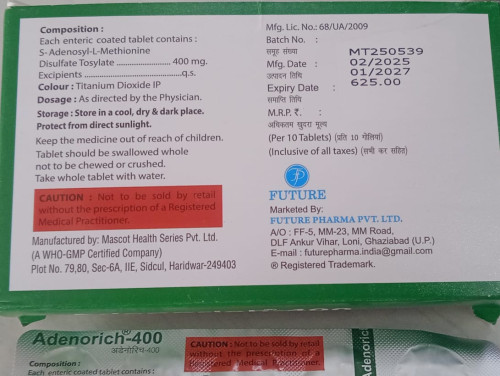 Composition :
Each enteric coated tablet contains :
S-Adenosyl-L-Methionine
Disulfate Tosylate ........................ 400 mg.
Excipients ....................................q.s.
Colour : Titanium Dioxide IP
Dosage : As directed by the Physician.
Storage : Store in a cool, dry & dark place.
Protect from direct sunlight.
Keep the medicine out of reach of children.
Tablet should be swallowed whole
not to be chewed or crushed.
Take whole tablet with water.
CAUTION : Not to be sold by retail
without the prescription of a Registered
Medical Practitioner.
Manufactured by: Mascot Health Series Pvt. Ltd.
(A WHO-GMP Certified Company)
Plot No. 79,80, Sec-6A, IIE, Sidcul, Haridwar-249403
Mfg. Lic. No.: 68/UA/2009
Batch No. : MT250539
समूह संख्या
Mfg. Date : 02/2025
उत्पादन तिथि
Expiry Date : 01/2027
समाप्ति तिथि
M.R.P. ₹. : 625.00
अधिकतम खुदरा मूल्य
(Per 10 Tablets) (प्रति 10 गोलियां)
(Inclusive of all taxes) (सभी कर सहित)
FUTURE
Marketed By:
FUTURE PHARMA PVT. LTD.
A/O : FF-5, MM-23, MM Road,
DLF Ankur Vihar, Loni, Ghaziabad (U.P.)
E-mail : futurepharma.india@gmail.com
® Registered Trademark.
Adenorich®-400
अडेनोरिच-400
Composition :
Each enteric coated tablet contains :
CAUTION : Not to be sold by retail
without the prescription of a
Registered Medical Practitioner.
Adenorich